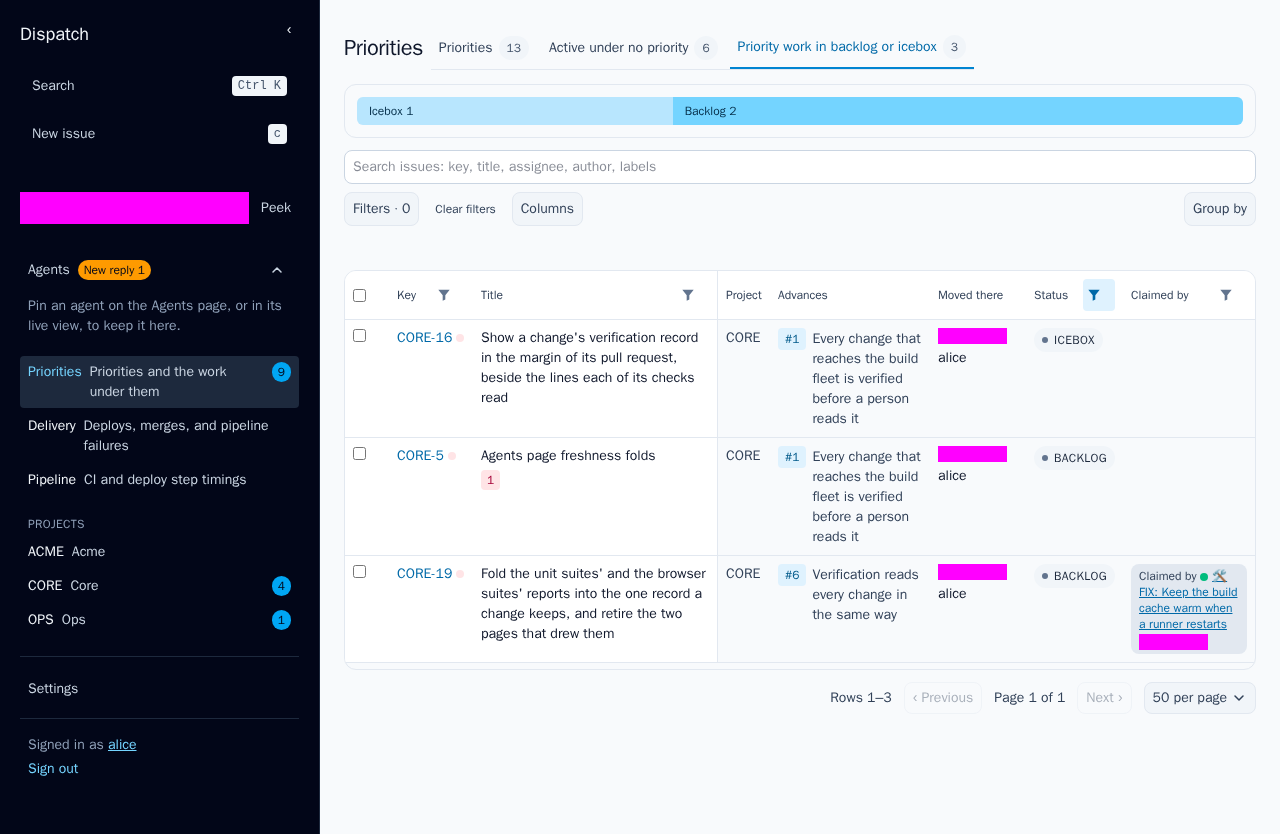 Dispatch
‹
Search
Ctrl K
New issue
C
Peek
Agents
New reply 1
Pin an agent on the Agents page, or in its
live view, to keep it here.
Priorities
Priorities and the work
under them
9
Delivery
Deploys, merges, and pipeline
failures
Pipeline
CI and deploy step timings
PROJECTS
ACME Acme
CORE Core
4
OPS Ops
1
Settings
Signed in as alice
Sign out
Priorities
Priorities 13
Active under no priority 6
Priority work in backlog or icebox 3
Icebox 1
Backlog 2
Search issues: key, title, assignee, author, labels
Filters · 0
Clear filters
Columns
Group by
Key
Title
Project
Advances
Moved there
Status
Claimed by
CORE-16
Show a change's verification record
in the margin of its pull request,
beside the lines each of its checks
read
CORE
#1
Every change that
reaches the build
fleet is verified
before a person
reads it
alice
ICEBOX
CORE-5
Agents page freshness folds
1
CORE
#1
Every change that
reaches the build
fleet is verified
before a person
reads it
alice
BACKLOG
CORE-19
Fold the unit suites' and the browser
suites' reports into the one record a
change keeps, and retire the two
pages that drew them
CORE
#6
Verification reads
every change in
the same way
alice
BACKLOG
Claimed by 🛠️
FIX: Keep the build
cache warm when
a runner restarts
Rows 1–3
‹ Previous
Page 1 of 1
Next ›
50 per page